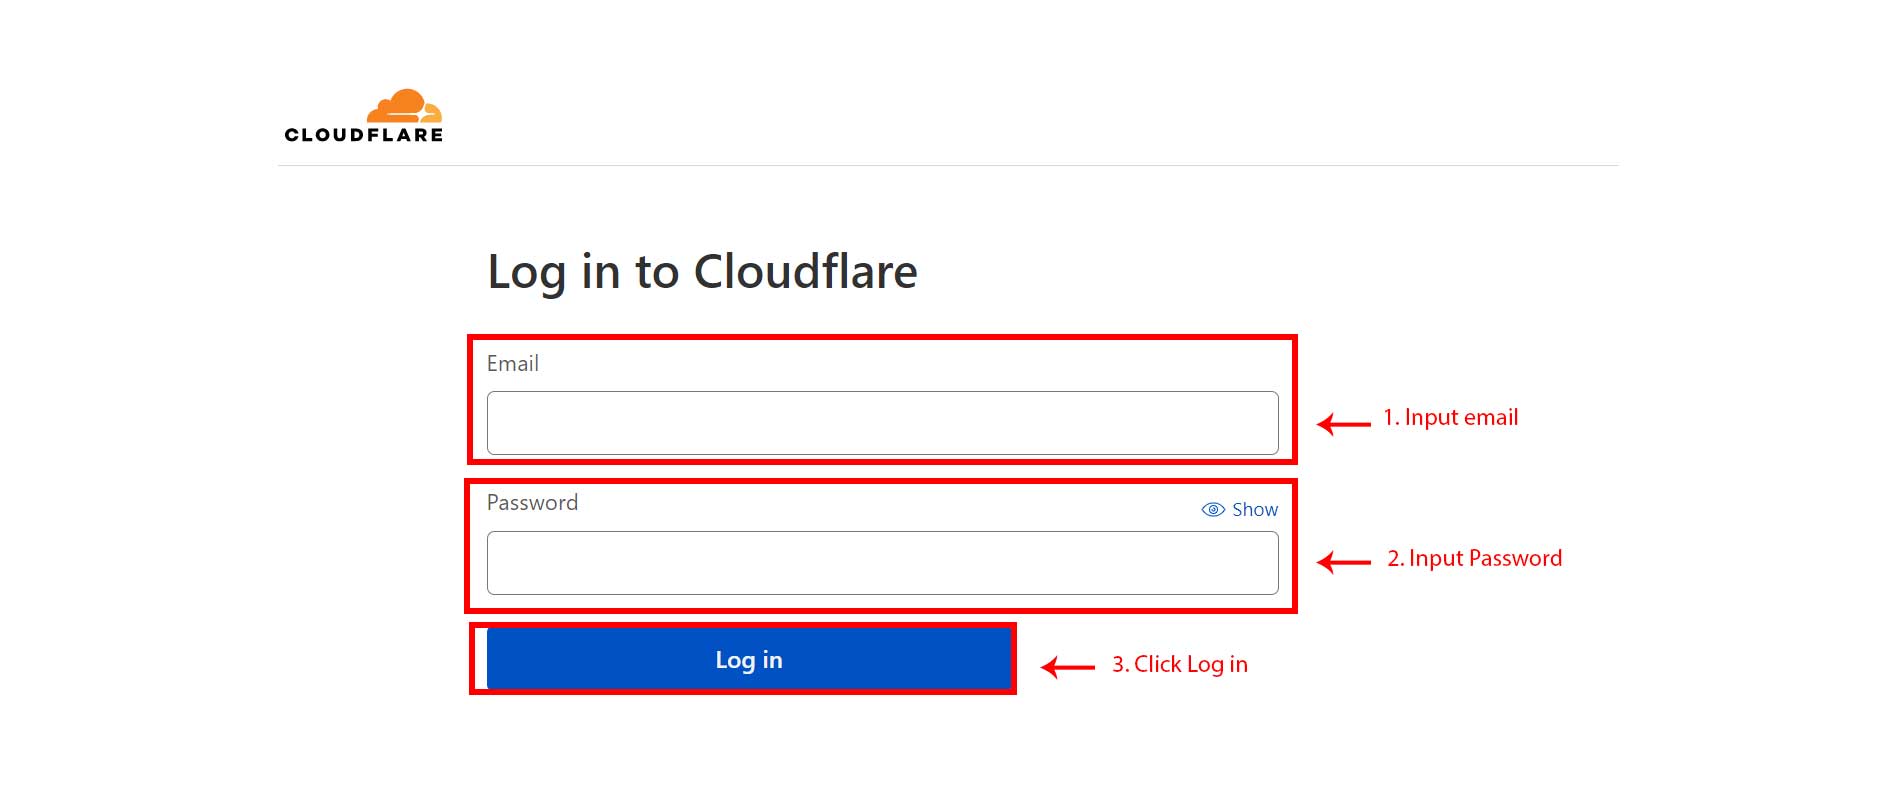 CLOUDFLARE
Log in to Cloudflare
Email
1. Input email
Password
Show
2. Input Password
Log in
3. Click Log in